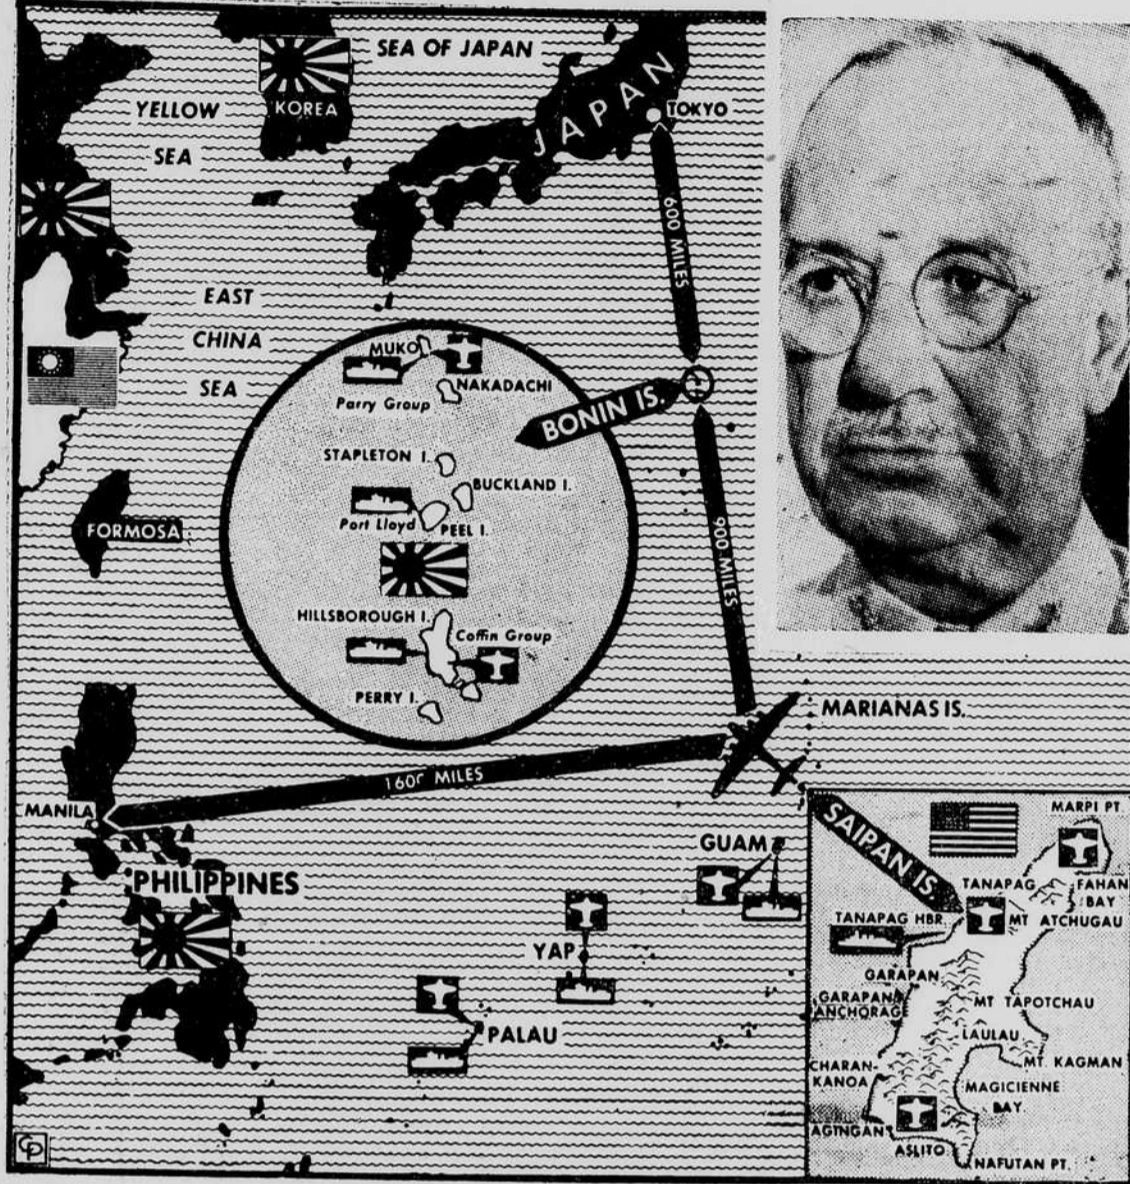 SEA OF JAPAN
KOREA
YELLOW
SEA
JAPAN
TOKYO
600 MILES
EAST
CHINA
SEA
MUKO
NAKADACHI
Parry Group
BONIN IS.
STAPLETON I.
BUCKLAND I.
Port Lloyd
PEEL I.
FORMOSA
900 MILES
HILLSBOROUGH I.
Coffin Group
PERRY I.
MARIANAS IS.
1600 MILES
MANILA
PHILIPPINES
GUAM
YAP
PALAU
SAIPAN IS.
MARPI PT.
TANAPAG
FAHAN
BAY
TANAPAG HBR.
MT ATCHUGAU
GARAPAN
GARAPAN
ANCHORAGE
MT TAPOTCHAU
LAULAU
MT. KAGMAN
CHARAN-
KANOA
MAGICIENNE
BAY
AGINGAN
ASLITO
NAFUTAN PT.
CP